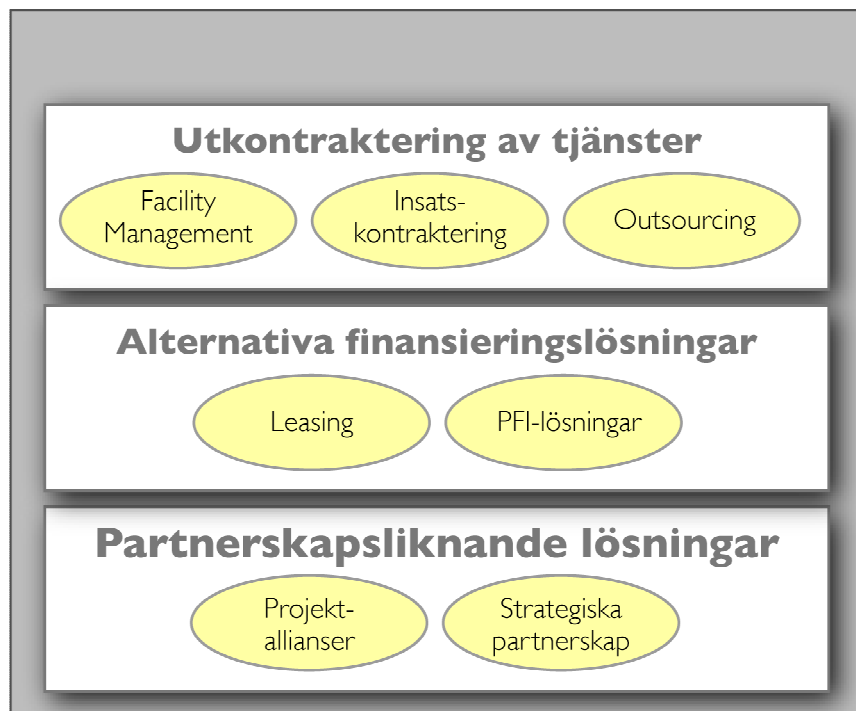 Utkontraktering av tjänster
Facility
Management
Insats-
kontraktering
Outsourcing
Alternativa finansieringslösningar
Leasing
PFI-lösningar
Partnerskapsliknande lösningar
Projekt-
allianser
Strategiska
partnerskap